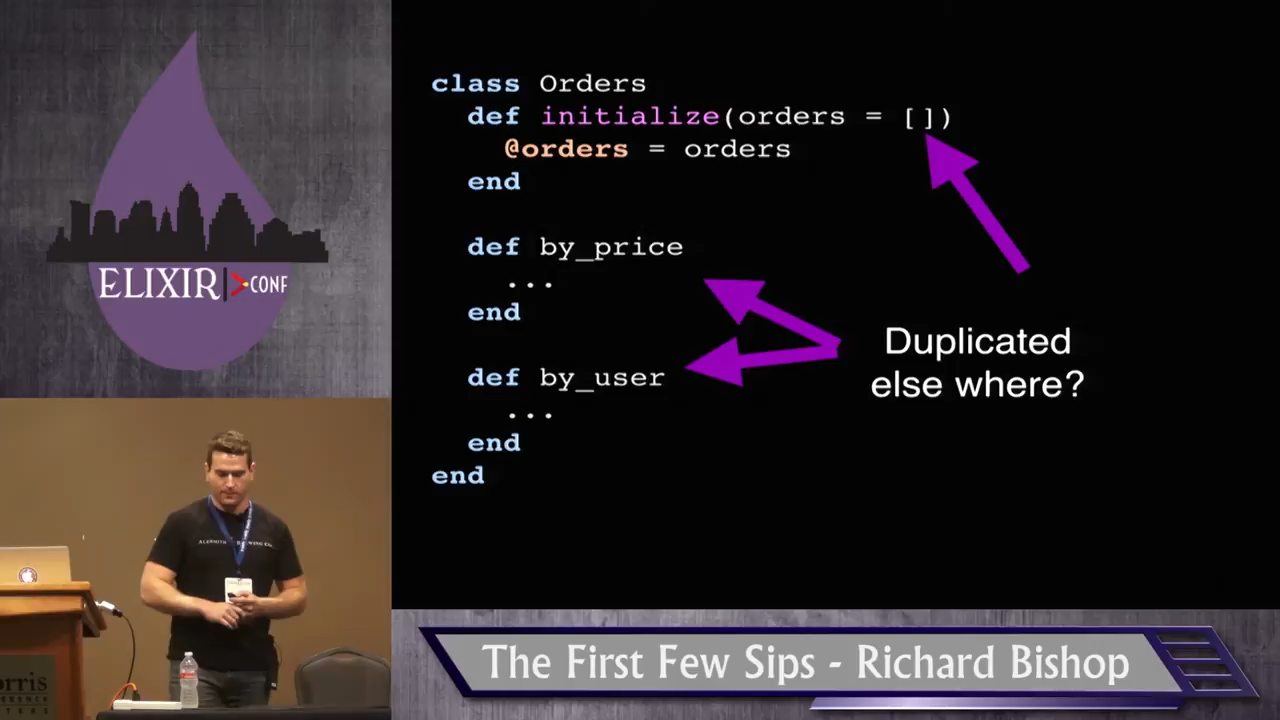 ELIXIR
CONF
class Orders
def initialize(orders = [])
@orders = orders
end
def by_price
...
end
def by_user
...
end
end
Duplicated
else where?
The First Few Sips - Richard Bishop